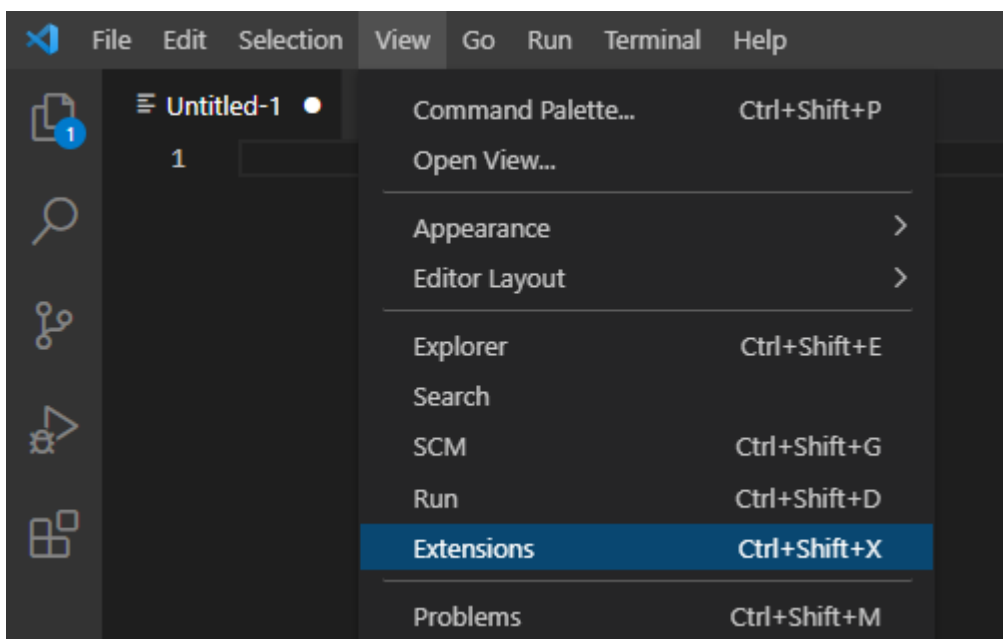 File Edit Selection View Go Run Terminal Help
Untitled-1
1
1
Command Palette... Ctrl+Shift+P
Open View...
Appearance
Editor Layout
Explorer Ctrl+Shift+E
Search
SCM Ctrl+Shift+G
Run Ctrl+Shift+D
Extensions Ctrl+Shift+X
Problems Ctrl+Shift+M